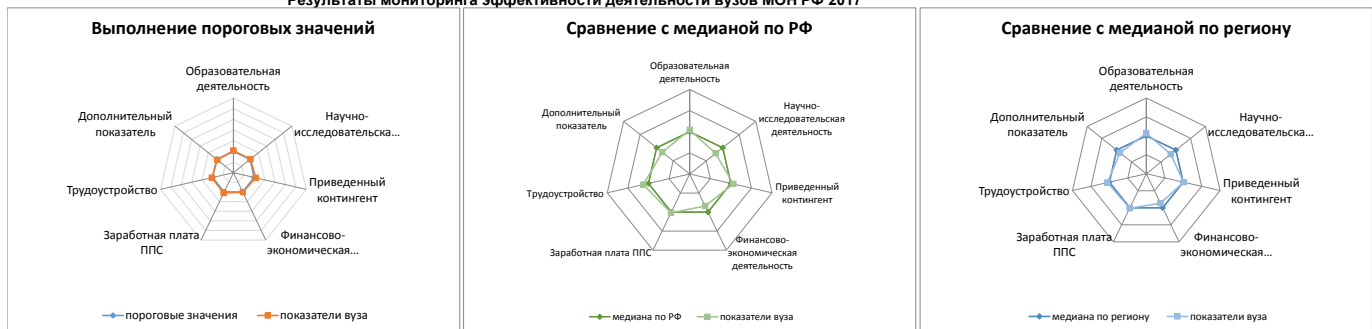 Результаты мониторинга эффективности деятельности вузов МОН РФ 2017
Выполнение пороговых значений
Образовательная
деятельность
Научно-
исследовательска...
Приведенный
контингент
Финансово-
экономическая...
Заработная плата
ППС
Трудоустройство
Дополнительный
показатель
пороговые значения
показатели вуза
Сравнение с медианой по РФ
Образовательная
деятельность
Научно-
исследовательская
деятельность
Приведенный
контингент
Финансово-
экономическая
деятельность
Заработная плата ППС
Трудоустройство
Дополнительный
показатель
медиана по РФ
показатели вуза
Сравнение с медианой по региону
Образовательная
деятельность
Научно-
исследовательска...
Приведенный
контингент
Финансово-
экономическая...
Заработная плата
ППС
Трудоустройство
Дополнительный
показатель
медиана по региону
показатели вуза